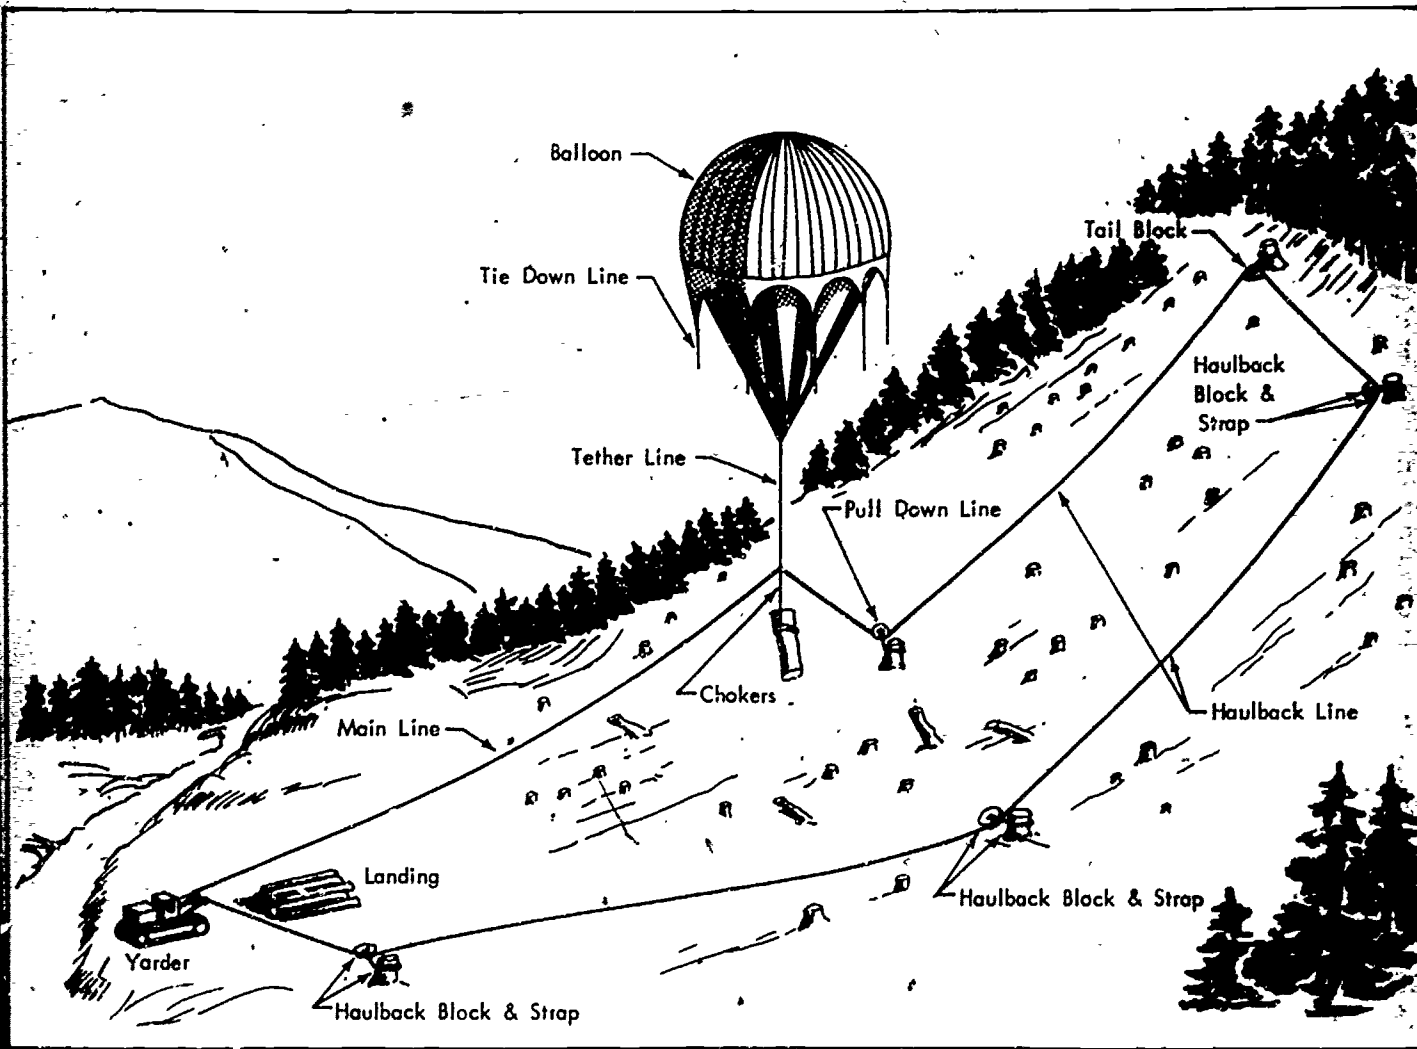 Balloon
Tail Block
Tie Down Line
Haulback
Block &
Strap
Tether Line
Pull Down Line
Chokers
Haulback Line
Main Line
Landing
Haulback Block & Strap
Yarder
Haulback Block & Strap